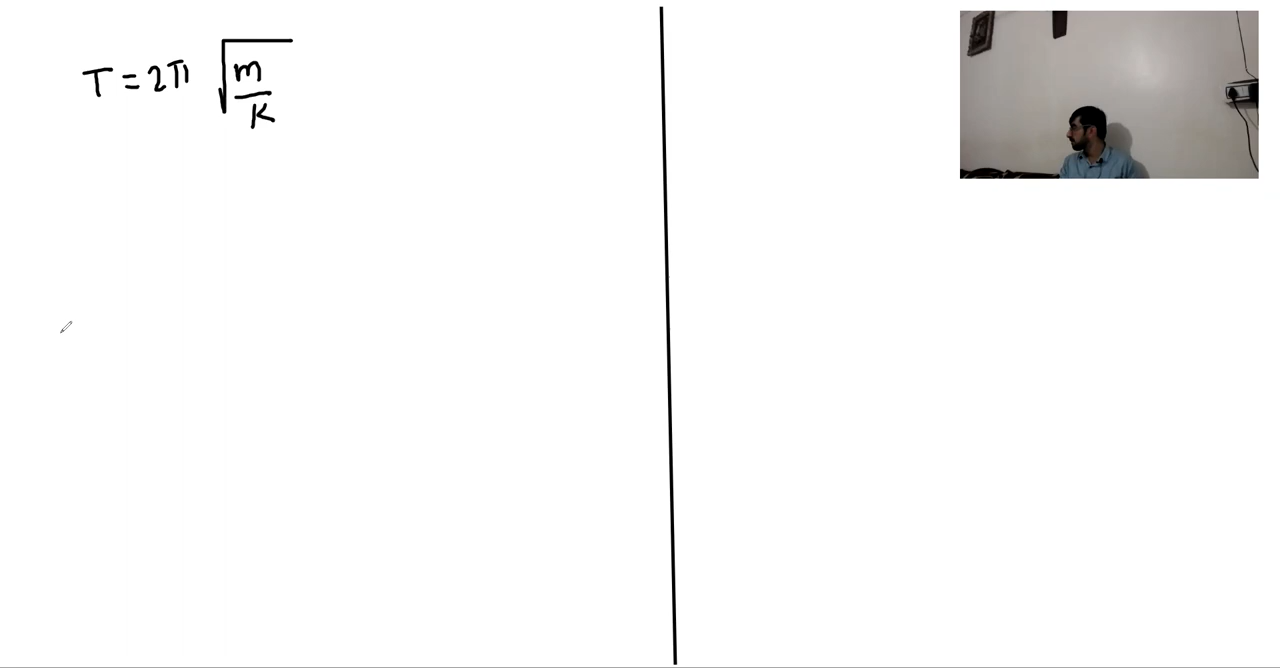 T = 2π √(m/K)